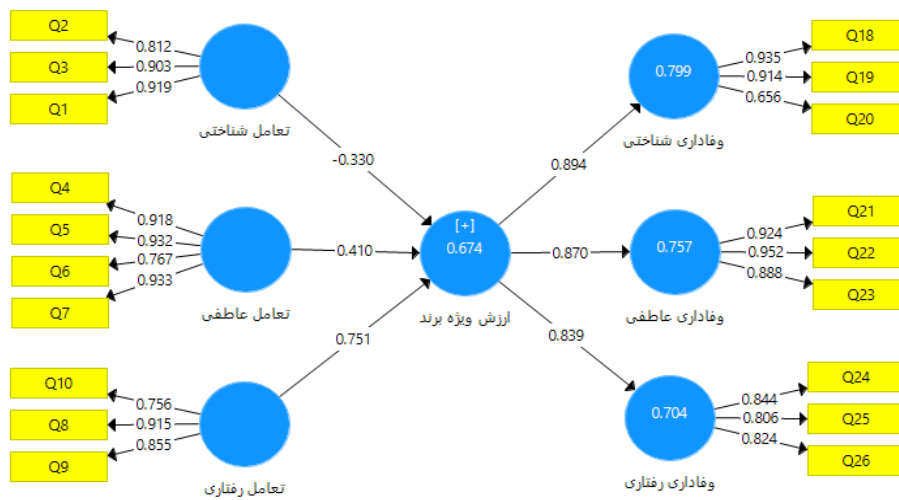 Q2
Q3
Q1
0.812
0.903
0.919
تعامل شناختی
-0.330
Q4
Q5
Q6
Q7
0.918
0.932
0.767
0.933
تعامل عاطفی
0.410
Q10
Q8
Q9
0.756
0.915
0.855
تعامل رفتاری
0.751
[+]
0.674
ارزش ویژه برند
0.894
0.870
0.839
0.799
وفاداری شناختی
0.935
0.914
0.656
Q18
Q19
Q20
0.757
وفاداری عاطفی
0.924
0.952
0.888
Q21
Q22
Q23
0.704
وفاداری رفتاری
0.844
0.806
0.824
Q24
Q25
Q26